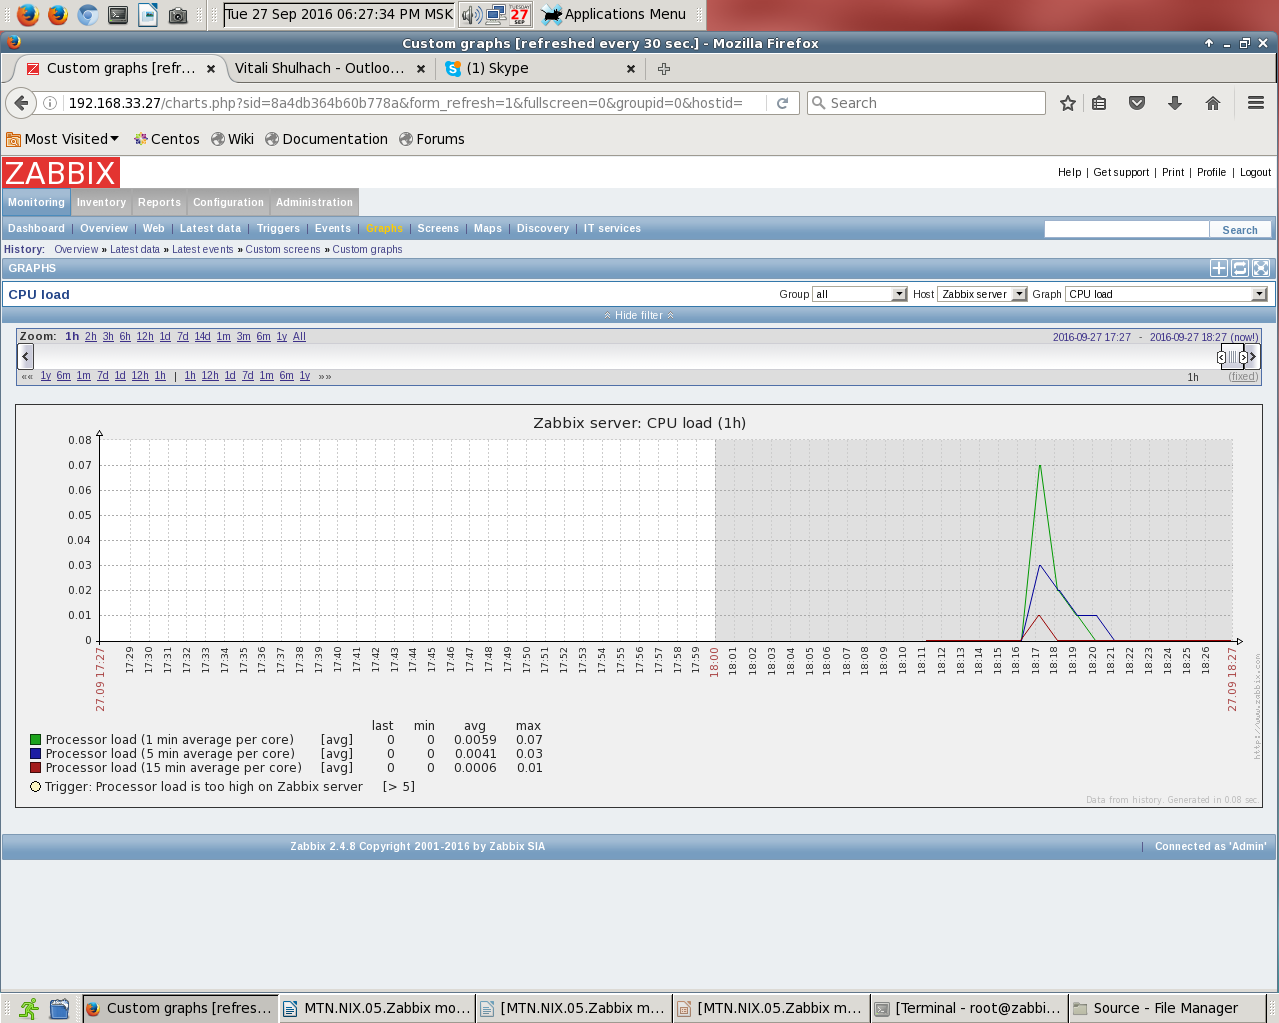 Tue 27 Sep 2016 06:27:34 PM MSK TUESDAY 27 SEP Applications Menu
Custom graphs [refreshed every 30 sec.] - Mozilla Firefox
Custom graphs [refr... Vitali Shulhach - Outloo... (1) Skype
192.168.33.27/charts.php?sid=8a4db364b60b778a&form_refresh=1&fullscreen=0&groupid=0&hostid= Search
Most Visited Centos Wiki Documentation Forums
ZABBIX
Help | Get support | Print | Profile | Logout
Monitoring Inventory Reports Configuration Administration
Dashboard | Overview | Web | Latest data | Triggers | Events | Graphs | Screens | Maps | Discovery | IT services Search
History: Overview » Latest data » Latest events » Custom screens » Custom graphs
GRAPHS
CPU load Group all Host Zabbix server Graph CPU load
Hide filter
Zoom: 1h 2h 3h 6h 12h 1d 7d 14d 1m 3m 6m 1y All 2016-09-27 17:27 - 2016-09-27 18:27 (now!)
«« 1y 6m 1m 7d 1d 12h 1h | 1h 12h 1d 7d 1m 6m 1y »» 1h (fixed)
Zabbix server: CPU load (1h)
0.08
0.07
0.06
0.05
0.04
0.03
0.02
0.01
0
27.09 17:27 17:29 17:30 17:31 17:32 17:33 17:34 17:35 17:36 17:37 17:38 17:39 17:40 17:41 17:42 17:43 17:44 17:45 17:46 17:47 17:48 17:49 17:50 17:51 17:52 17:53 17:54 17:55 17:56 17:57 17:58 17:59 18:00 18:01 18:02 18:03 18:04 18:05 18:06 18:07 18:08 18:09 18:10 18:11 18:12 18:13 18:14 18:15 18:16 18:17 18:18 18:19 18:20 18:21 18:22 18:23 18:24 18:25 18:26 27.09 18:27
http://www.zabbix.com
last min avg max
Processor load (1 min average per core) [avg] 0 0 0.0059 0.07
Processor load (5 min average per core) [avg] 0 0 0.0041 0.03
Processor load (15 min average per core) [avg] 0 0 0.0006 0.01
Trigger: Processor load is too high on Zabbix server [> 5]
Data from history. Generated in 0.08 sec.
Zabbix 2.4.8 Copyright 2001-2016 by Zabbix SIA | Connected as 'Admin'
Custom graphs [refres... MTN.NIX.05.Zabbix mo... [MTN.NIX.05.Zabbix m... [MTN.NIX.05.Zabbix m... [Terminal - root@zabbi... Source - File Manager